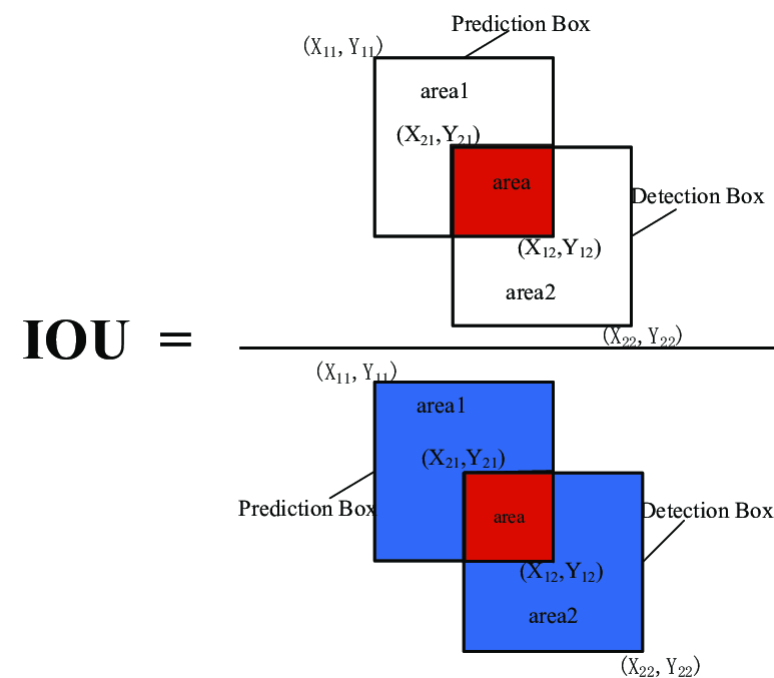 Prediction Box
(X₁₁, Y₁₁)
area1
(X₂₁,Y₂₁)
area
Detection Box
(X₁₂,Y₁₂)
area2
(X₂₂, Y₂₂)
IOU =
(X₁₁, Y₁₁)
area1
(X₂₁,Y₂₁)
Prediction Box
area
Detection Box
(X₁₂,Y₁₂)
area2
(X₂₂, Y₂₂)